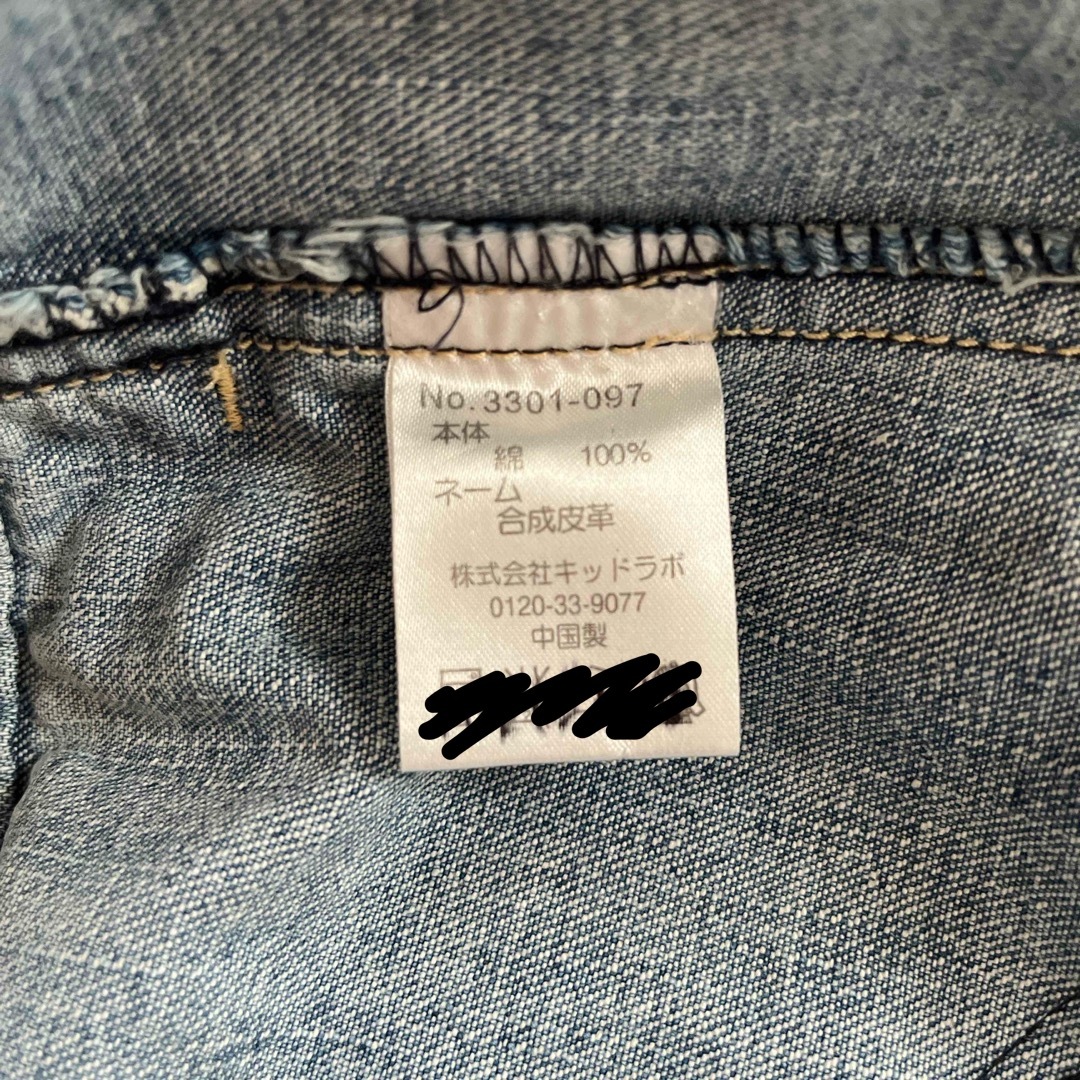 No.3301-097
本体
綿 100%
ネーム
合成皮革
株式会社キッドラボ
0120-33-9077
中国製